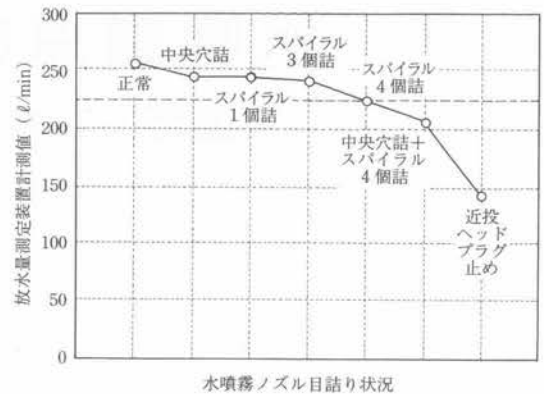 300
250
200
150
100
50
0
放水量測定装置計測値（ℓ/min）
正常
中央穴詰
スパイラル
1個詰
スパイラル
3個詰
スパイラル
4個詰
中央穴詰＋
スパイラル
4個詰
近投
ヘッド
プラグ
止め
水噴霧ノズル目詰り状況